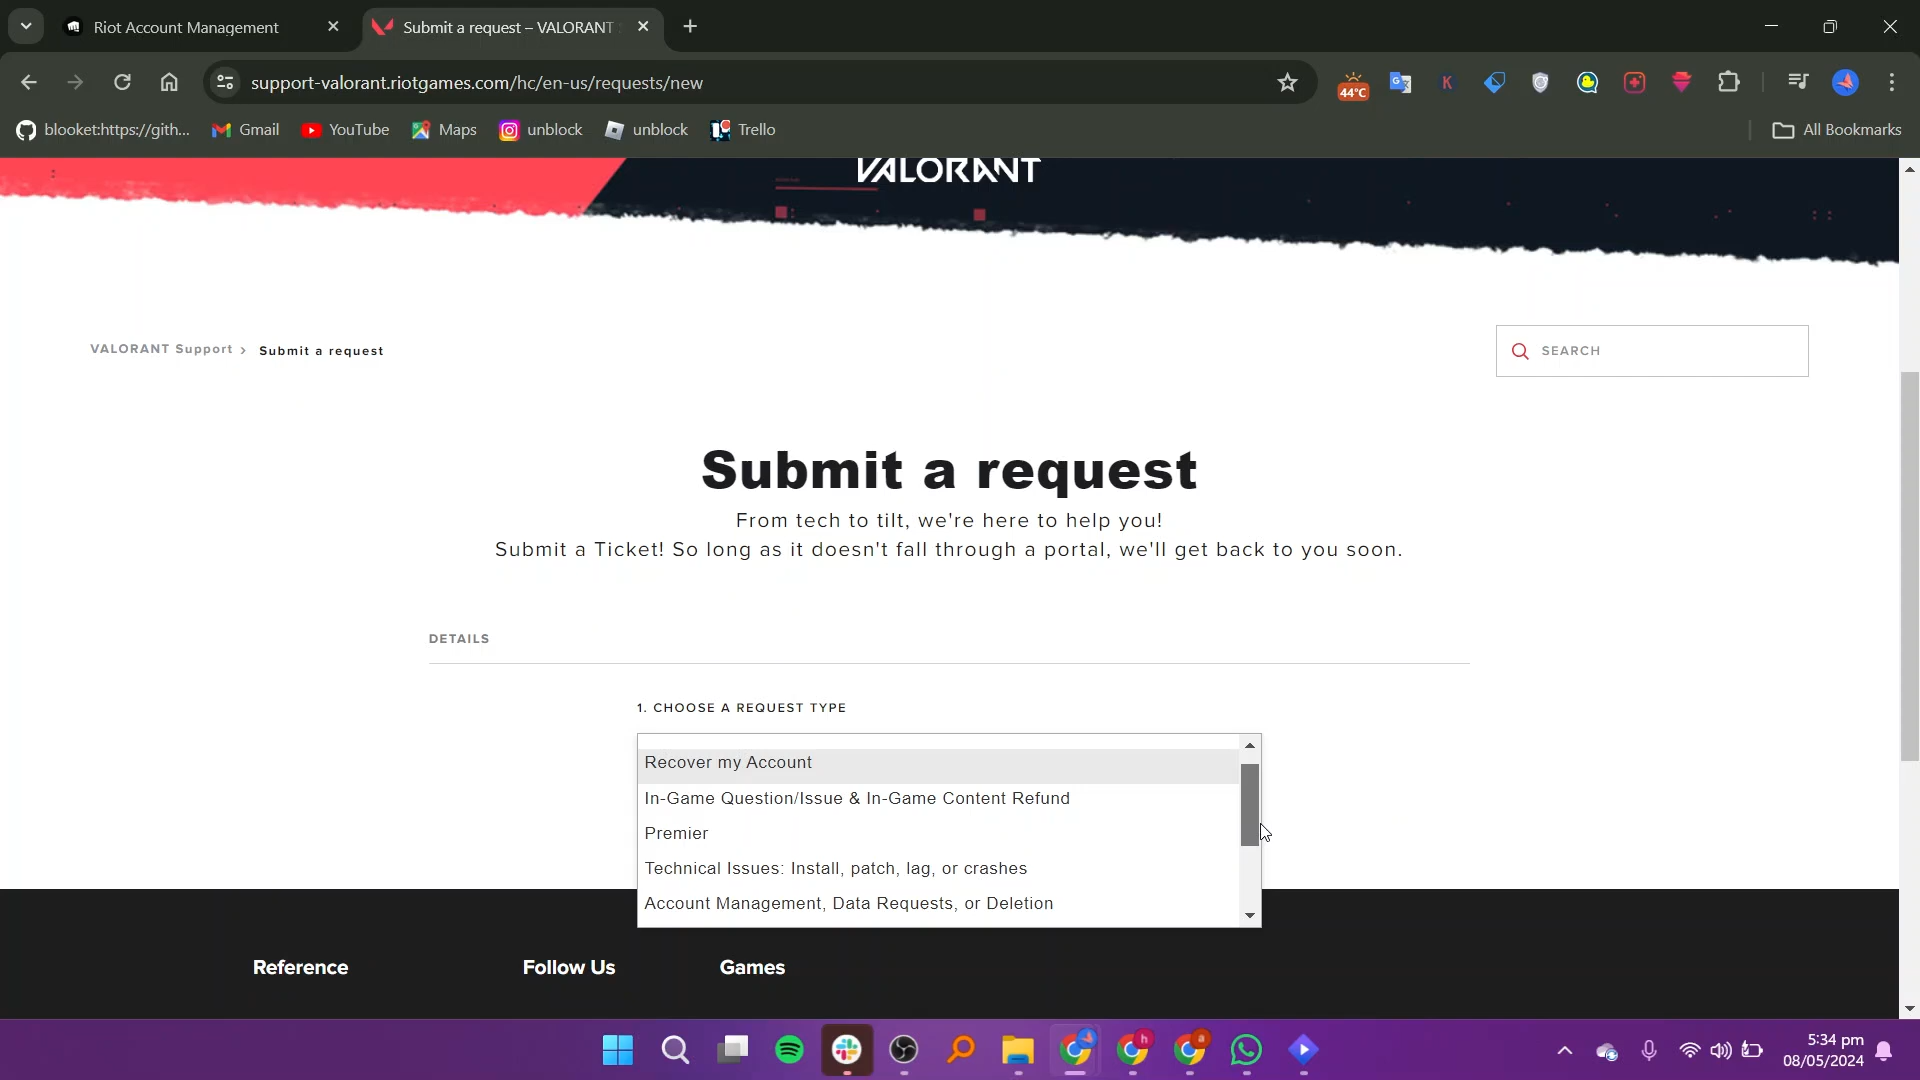 Riot Account Management
Submit a request – VALORANT
support-valorant.riotgames.com/hc/en-us/requests/new
44°C
K
blooket:https://gith...
Gmail
YouTube
Maps
unblock
unblock
Trello
All Bookmarks
VALORANT
VALORANT Support > Submit a request
SEARCH
Submit a request
From tech to tilt, we're here to help you!
Submit a Ticket! So long as it doesn't fall through a portal, we'll get back to you soon.
DETAILS
1. CHOOSE A REQUEST TYPE
Recover my Account
In-Game Question/Issue & In-Game Content Refund
Premier
Technical Issues: Install, patch, lag, or crashes
Account Management, Data Requests, or Deletion
Reference
Follow Us
Games
h
a
5:34 pm
08/05/2024